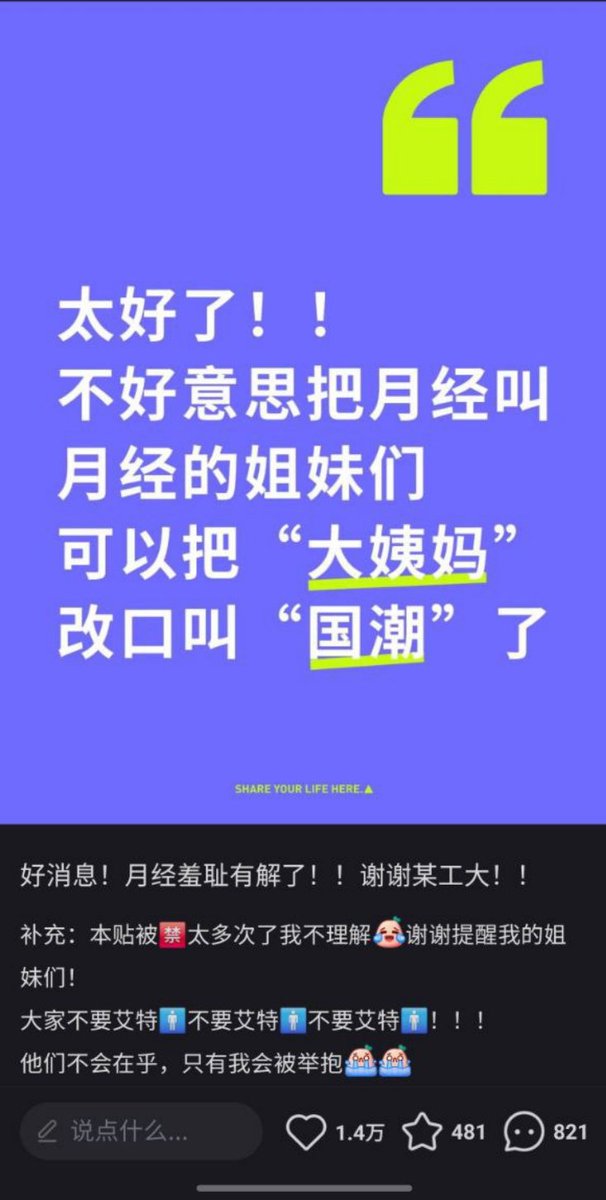 太好了！！
不好意思把月经叫
月经的姐妹们
可以把“大姨妈”
改口叫“国潮”了
SHARE YOUR LIFE HERE.▲
好消息！月经羞耻有解了！！谢谢某工大！！
补充：本贴被🈲太多次了我不理解谢谢提醒我的姐
妹们！
大家不要艾特🚹不要艾特🚹不要艾特🚹！！！
他们不会在乎，只有我会被举抱
说点什么...
1.4万
481
821